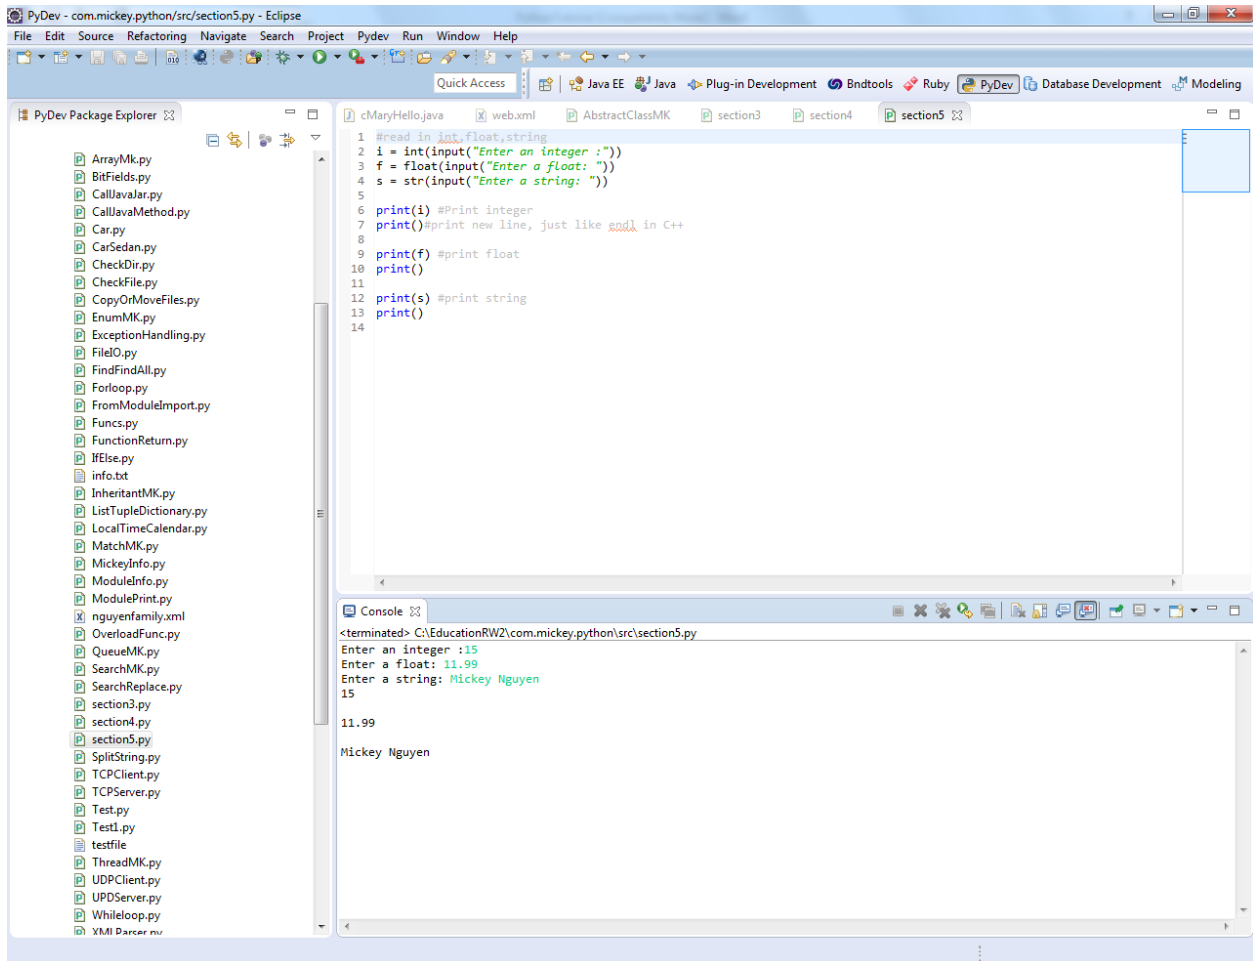 PyDev - com.mickey.python/src/section5.py - Eclipse
File Edit Source Refactoring Navigate Search Project Pydev Run Window Help
Quick Access Java EE Java Plug-in Development Bndtools Ruby PyDev Database Development Modeling
PyDev Package Explorer
ArrayMk.py
BitFields.py
CallJavaJar.py
CallJavaMethod.py
Car.py
CarSedan.py
CheckDir.py
CheckFile.py
CopyOrMoveFiles.py
EnumMK.py
ExceptionHandling.py
FileIO.py
FindFindAll.py
Forloop.py
FromModuleImport.py
Funcs.py
FunctionReturn.py
IfElse.py
info.txt
InheritantMK.py
ListTupleDictionary.py
LocalTimeCalendar.py
MatchMK.py
MickeyInfo.py
ModuleInfo.py
ModulePrint.py
nguyenfamily.xml
OverloadFunc.py
QueueMK.py
SearchMK.py
SearchReplace.py
section3.py
section4.py
section5.py
SplitString.py
TCPClient.py
TCPServer.py
Test.py
Test1.py
testfile
ThreadMK.py
UDPClient.py
UPDServer.py
Whileloop.py
XMLParser.py
cMaryHello.java web.xml AbstractClassMK section3 section4 section5
1 #read in int,float,string
2 i = int(input("Enter an integer :"))
3 f = float(input("Enter a float: "))
4 s = str(input("Enter a string: "))
5
6 print(i) #Print integer
7 print()#print new line, just like endl in C++
8
9 print(f) #print float
10 print()
11
12 print(s) #print string
13 print()
14
Console
<terminated> C:\EducationRW2\com.mickey.python\src\section5.py
Enter an integer :15
Enter a float: 11.99
Enter a string: Mickey Nguyen
15
11.99
Mickey Nguyen